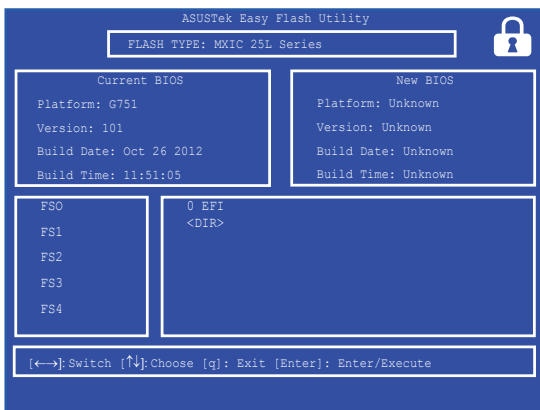 ASUSTek Easy Flash Utility
FLASH TYPE: MXIC 25L Series
Current BIOS
Platform: G751
Version: 101
Build Date: Oct 26 2012
Build Time: 11:51:05
New BIOS
Platform: Unknown
Version: Unknown
Build Date: Unknown
Build Time: Unknown
FSO
FS1
FS2
FS3
FS4
0 EFI
<DIR>
[←→]: Switch [↑↓]: Choose [q]: Exit [Enter]: Enter/Execute